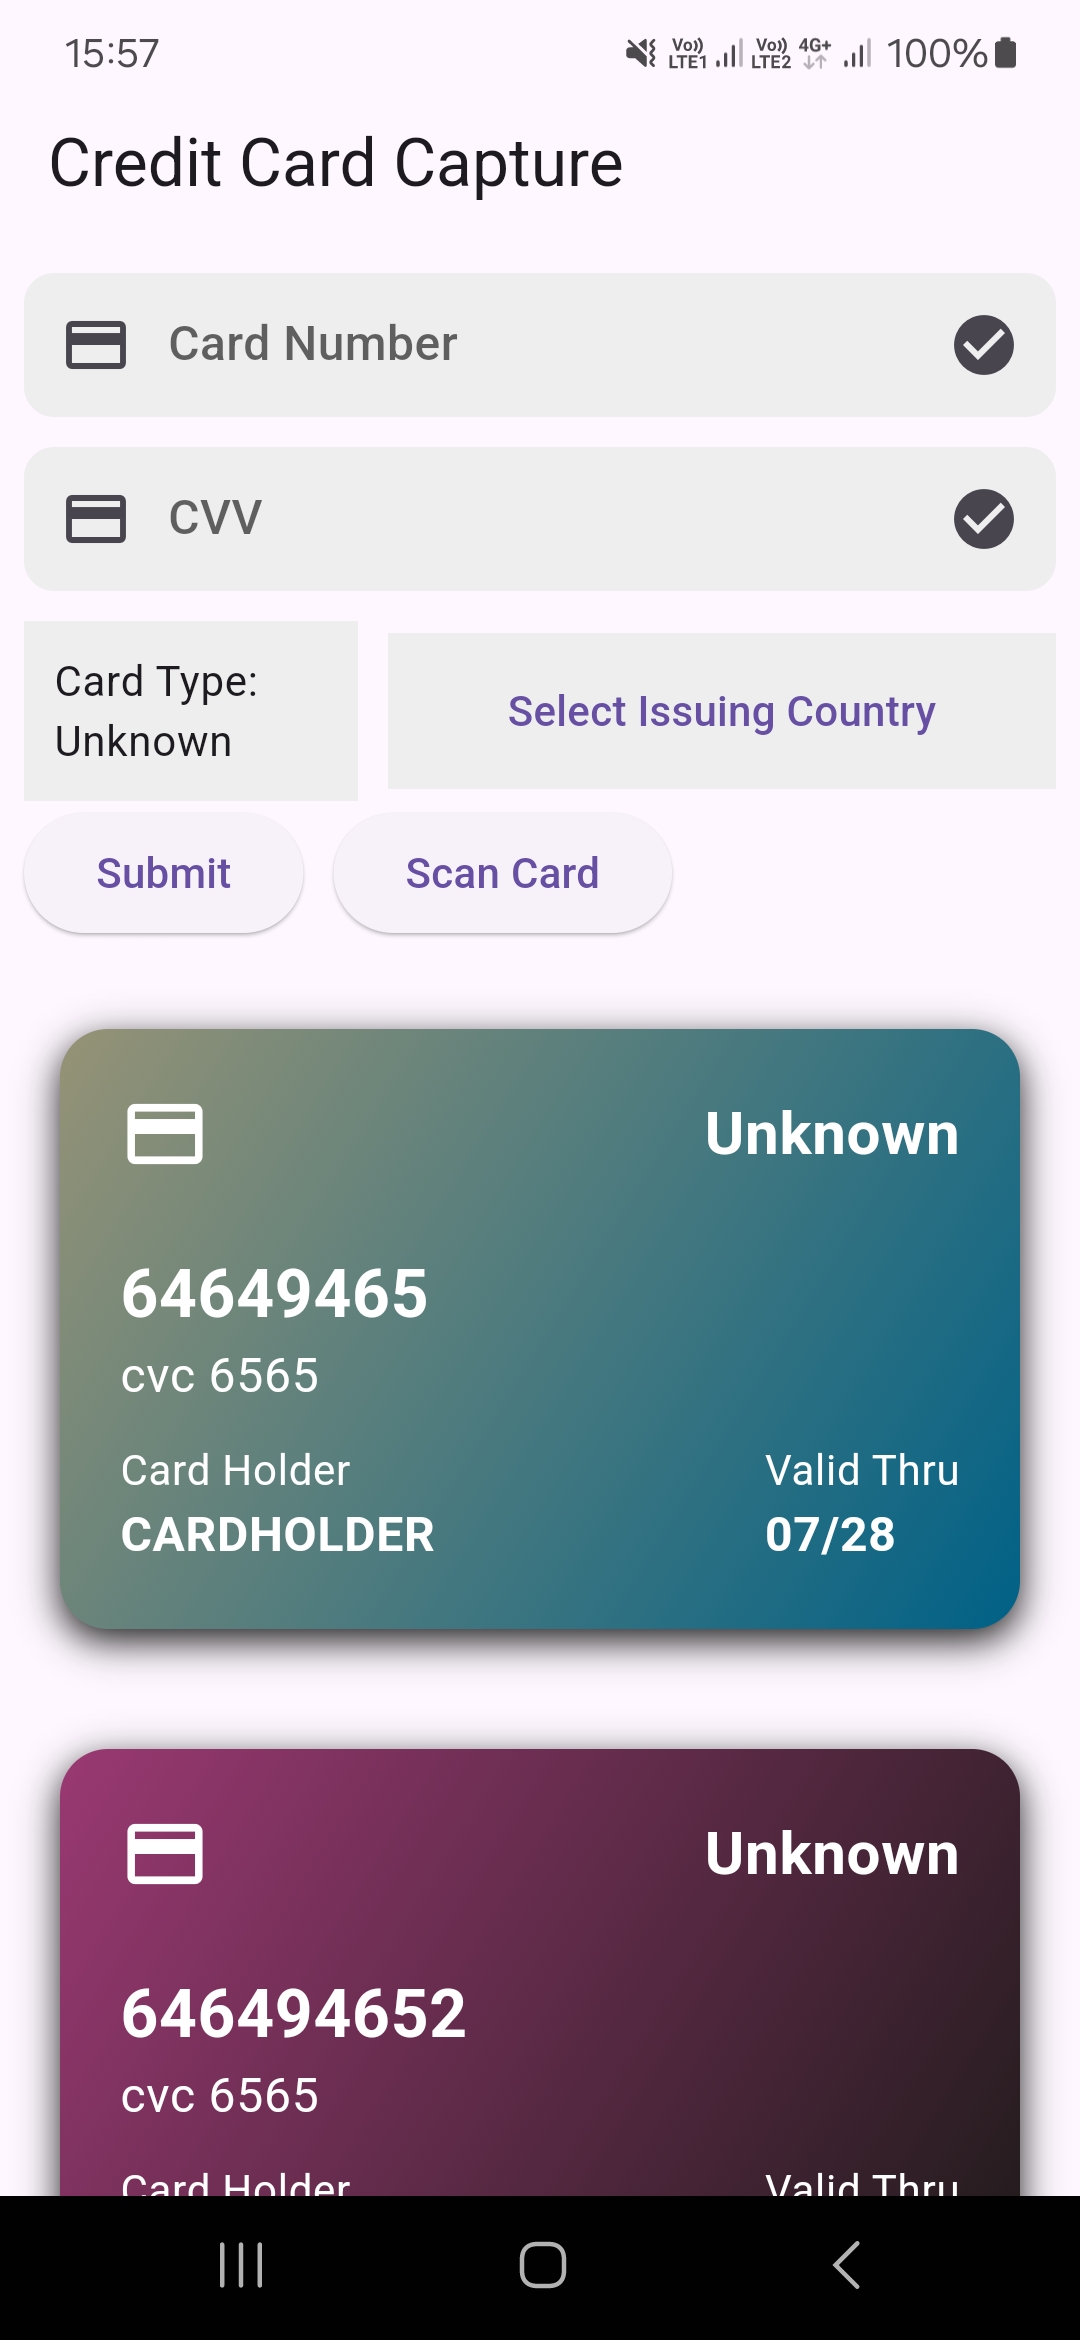 15:57
Vo)) LTE1 Vo)) LTE2 4G+ 100%
Credit Card Capture
Card Number
CVV
Card Type:
Unknown
Select Issuing Country
Submit
Scan Card
Unknown
64649465
cvc 6565
Card Holder
Valid Thru
CARDHOLDER
07/28
Unknown
646494652
cvc 6565
Card Holder
Valid Thru